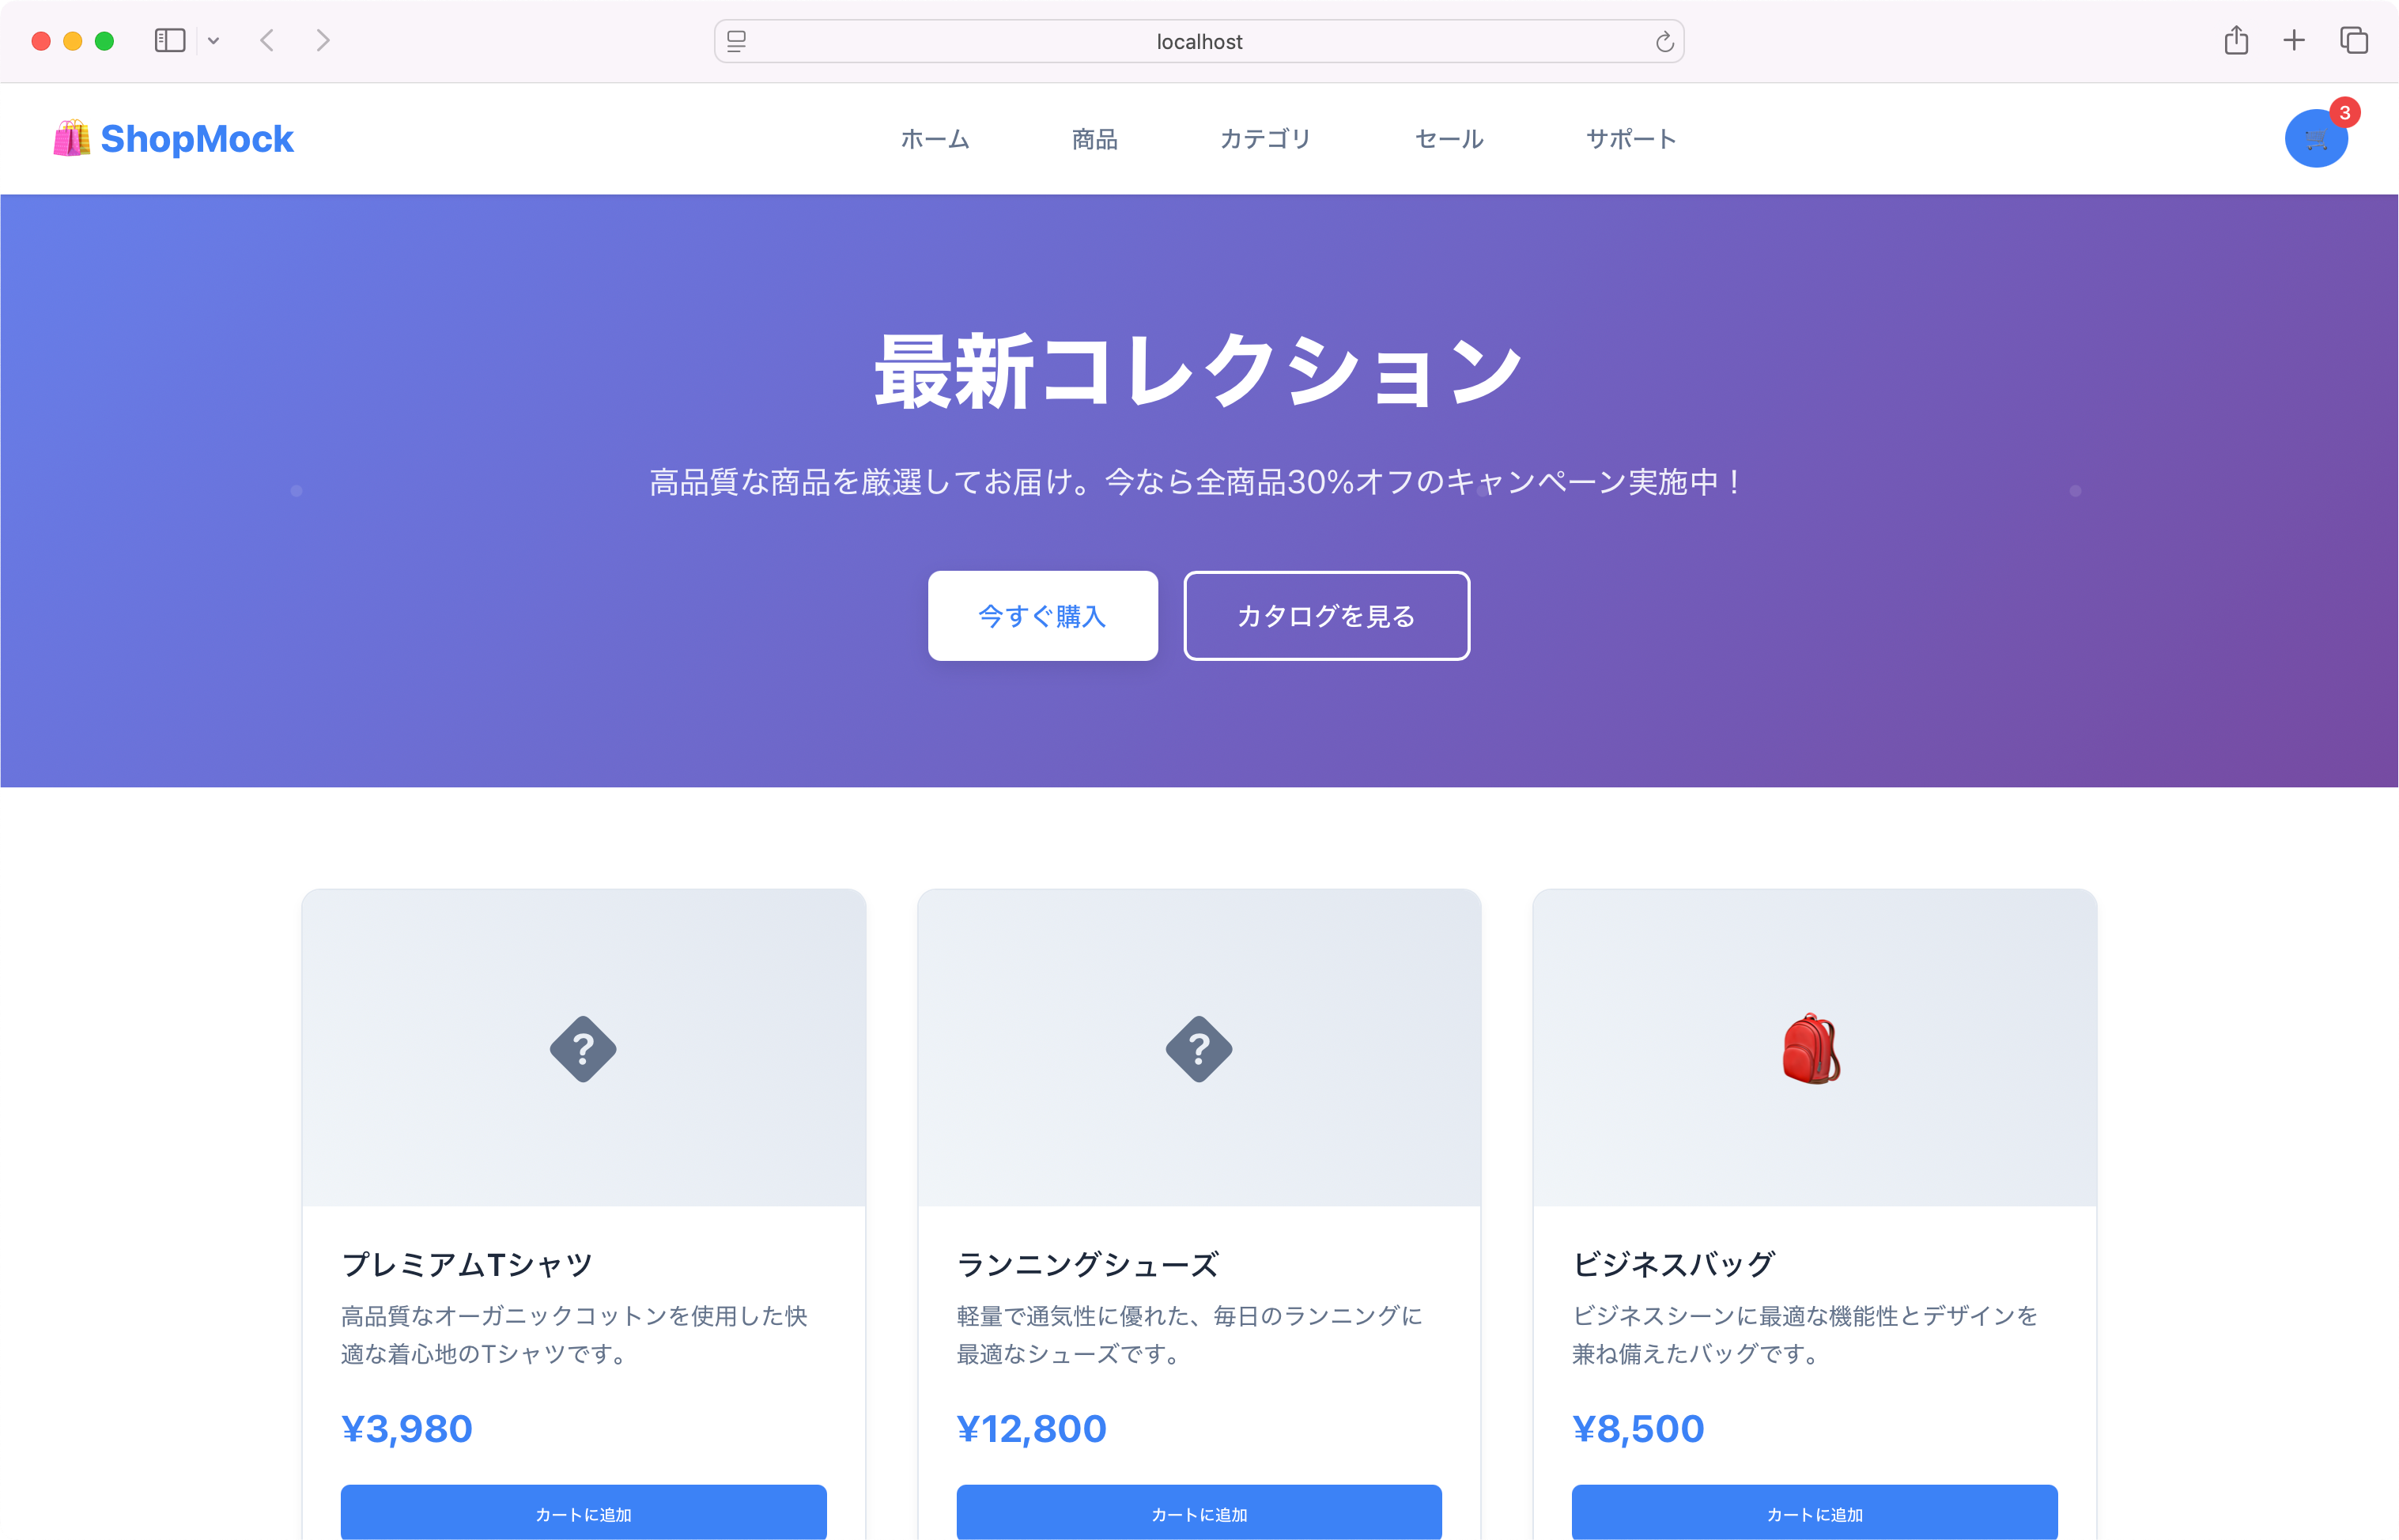 localhost
ShopMock
ホーム 商品 カテゴリ セール サポート
3
最新コレクション
高品質な商品を厳選してお届け。今なら全商品30%オフのキャンペーン実施中！
今すぐ購入 カタログを見る
?
?
プレミアムTシャツ
高品質なオーガニックコットンを使用した快
適な着心地のTシャツです。
¥3,980
カートに追加
ランニングシューズ
軽量で通気性に優れた、毎日のランニングに
最適なシューズです。
¥12,800
カートに追加
ビジネスバッグ
ビジネスシーンに最適な機能性とデザインを
兼ね備えたバッグです。
¥8,500
カートに追加